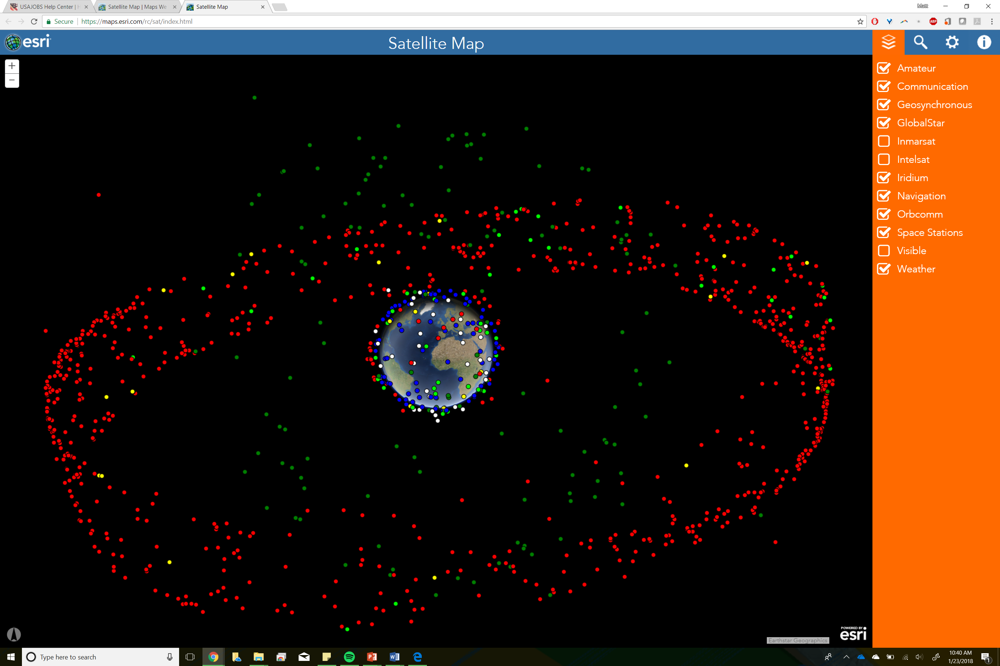 USAJOBS Help Center | H
Satellite Map | Maps We
Satellite Map
Matt
Secure
https://maps.esri.com/rc/sat/index.html
ABP
esri
Satellite Map
+
−
Amateur
Communication
Geosynchronous
GlobalStar
Inmarsat
Intelsat
Iridium
Navigation
Orbcomm
Space Stations
Visible
Weather
POWERED BY
esri
Earthstar Geographics
Type here to search
10:40 AM
1/23/2018
1